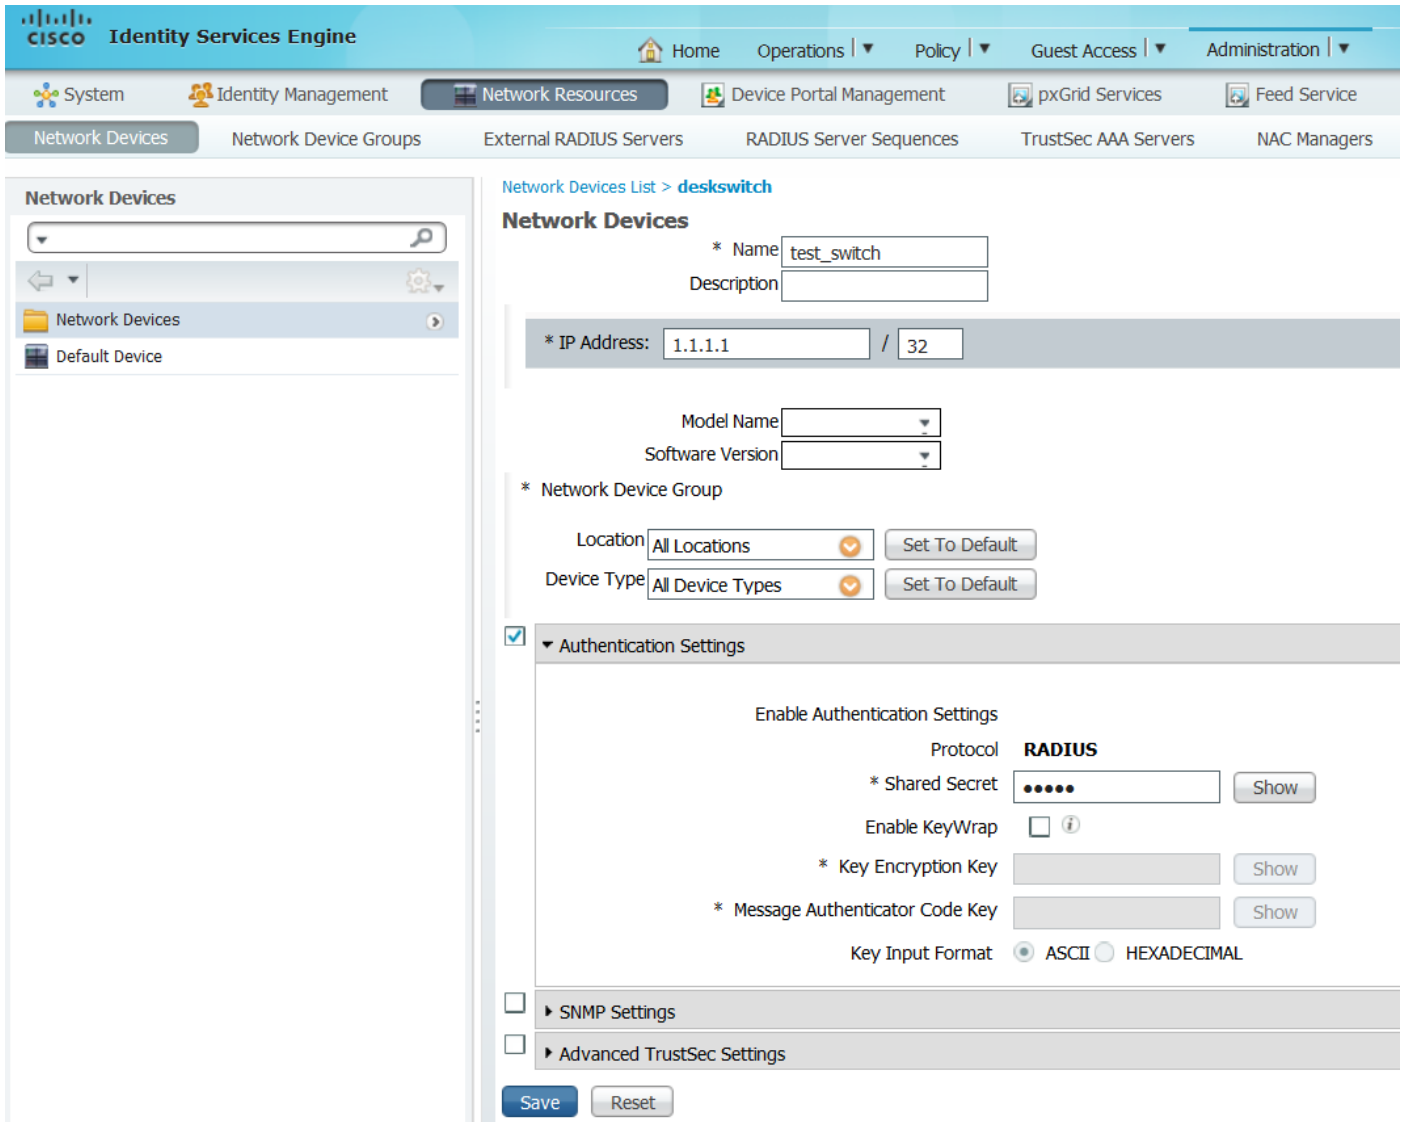 CISCO Identity Services Engine
Home Operations Policy Guest Access Administration
System Identity Management Network Resources Device Portal Management pxGrid Services Feed Service
Network Devices Network Device Groups External RADIUS Servers RADIUS Server Sequences TrustSec AAA Servers NAC Managers
Network Devices
Network Devices
Default Device
Network Devices List > deskswitch
Network Devices
* Name test_switch
Description
* IP Address: 1.1.1.1 / 32
Model Name
Software Version
* Network Device Group
Location All Locations Set To Default
Device Type All Device Types Set To Default
Authentication Settings
Enable Authentication Settings
Protocol RADIUS
* Shared Secret ••••• Show
Enable KeyWrap i
* Key Encryption Key Show
* Message Authenticator Code Key Show
Key Input Format ASCII HEXADECIMAL
SNMP Settings
Advanced TrustSec Settings
Save Reset